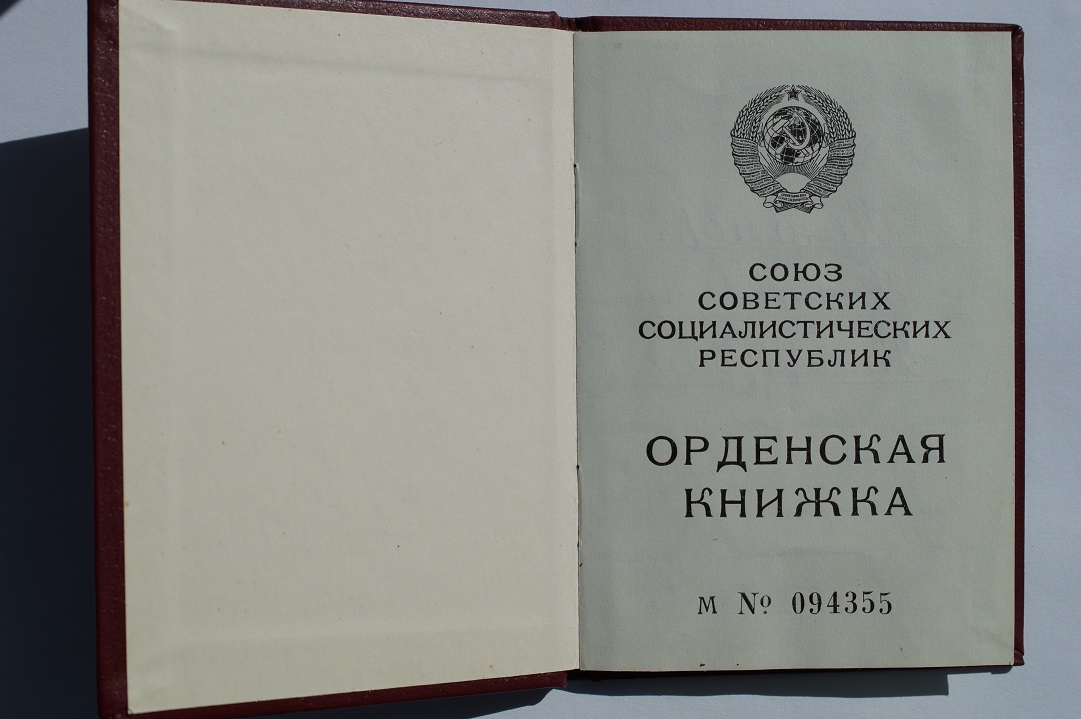 СОЮЗ
СОВЕТСКИХ
СОЦИАЛИСТИЧЕСКИХ
РЕСПУБЛИК
ОРДЕНСКАЯ
КНИЖКА
М № 094355